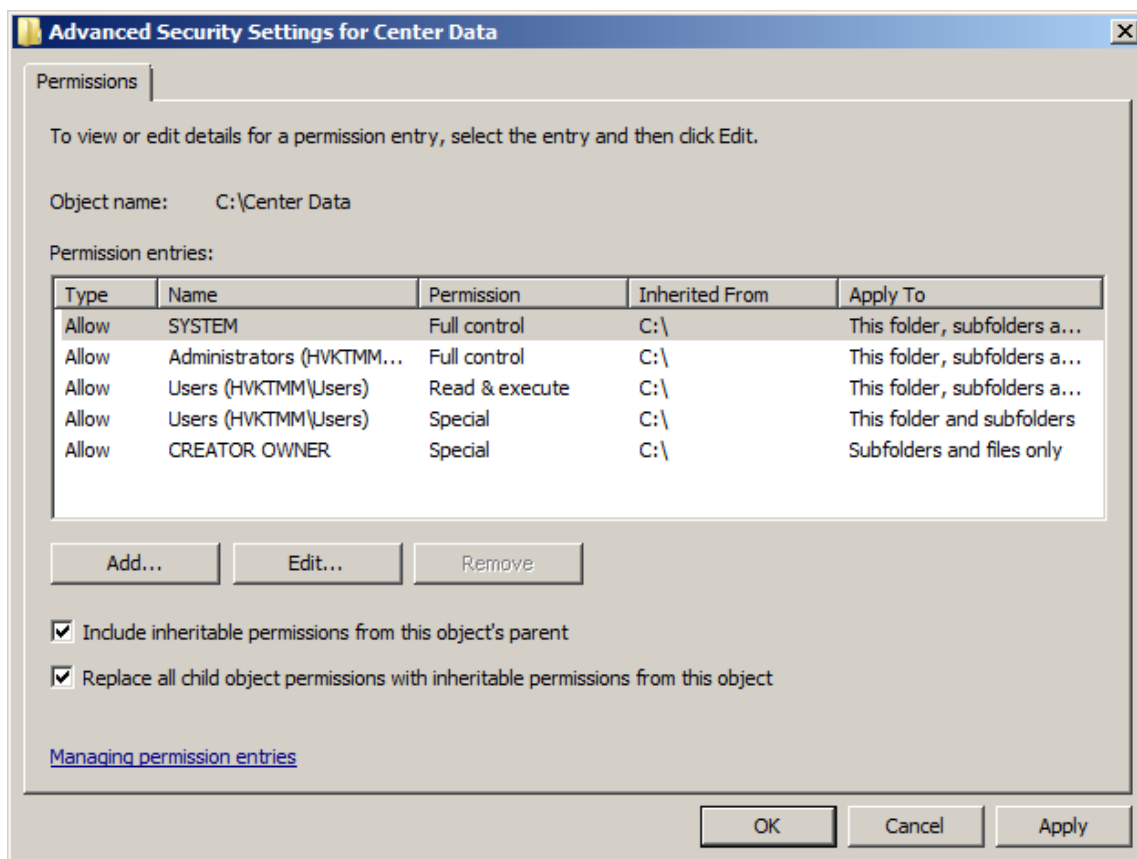 Advanced Security Settings for Center Data
Permissions
To view or edit details for a permission entry, select the entry and then click Edit.
Object name: C:\Center Data
Permission entries:
Type Name Permission Inherited From Apply To
Allow SYSTEM Full control C:\ This folder, subfolders a...
Allow Administrators (HVKTMM... Full control C:\ This folder, subfolders a...
Allow Users (HVKTMM\Users) Read & execute C:\ This folder, subfolders a...
Allow Users (HVKTMM\Users) Special C:\ This folder and subfolders
Allow CREATOR OWNER Special C:\ Subfolders and files only
Add... Edit... Remove
Include inheritable permissions from this object's parent
Replace all child object permissions with inheritable permissions from this object
Managing permission entries
OK Cancel Apply